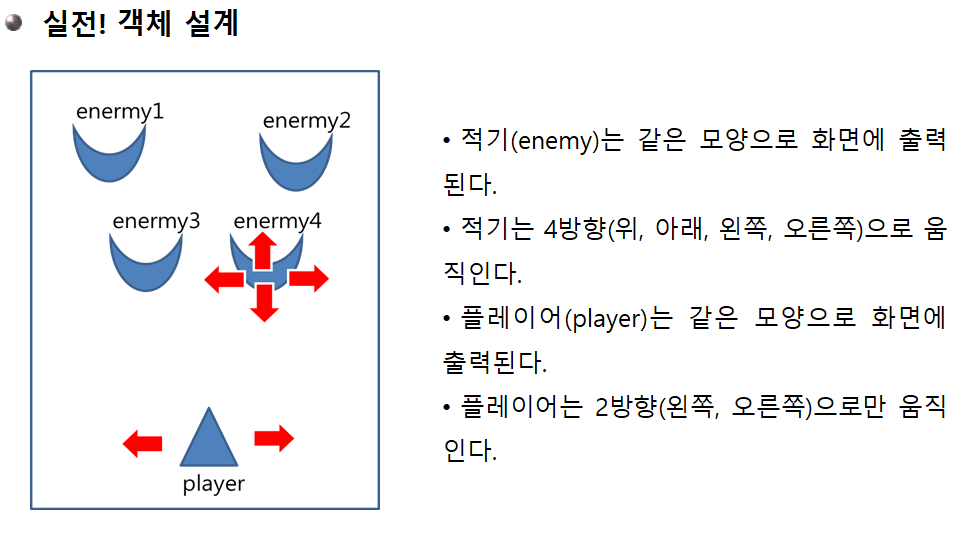 실전! 객체 설계
enermy1
enermy2
enermy3
enermy4
player
• 적기(enemy)는 같은 모양으로 화면에 출력
된다.
• 적기는 4방향(위, 아래, 왼쪽, 오른쪽)으로 움
직인다.
• 플레이어(player)는 같은 모양으로 화면에
출력된다.
• 플레이어는 2방향(왼쪽, 오른쪽)으로만 움직
인다.